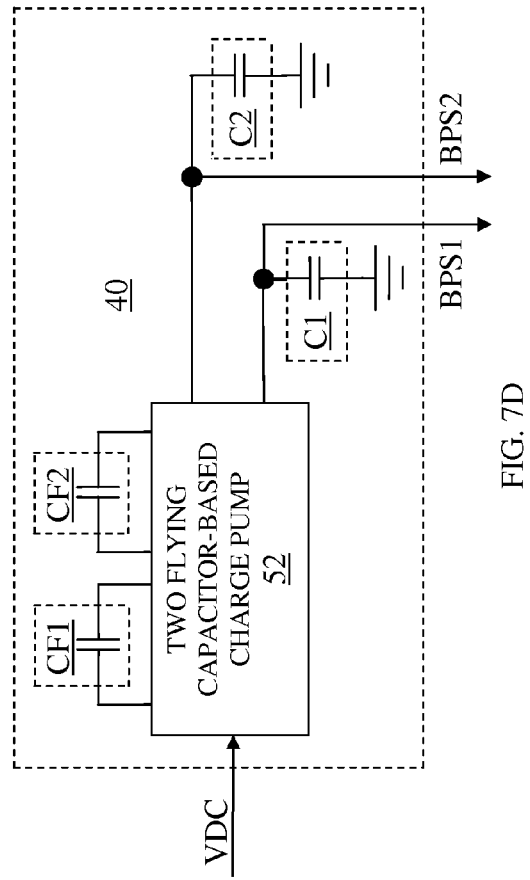 40
CF1
CF2
TWO FLYING
CAPACITOR-BASED
CHARGE PUMP
52
VDC
C2
C1
BPS1
BPS2
FIG. 7D